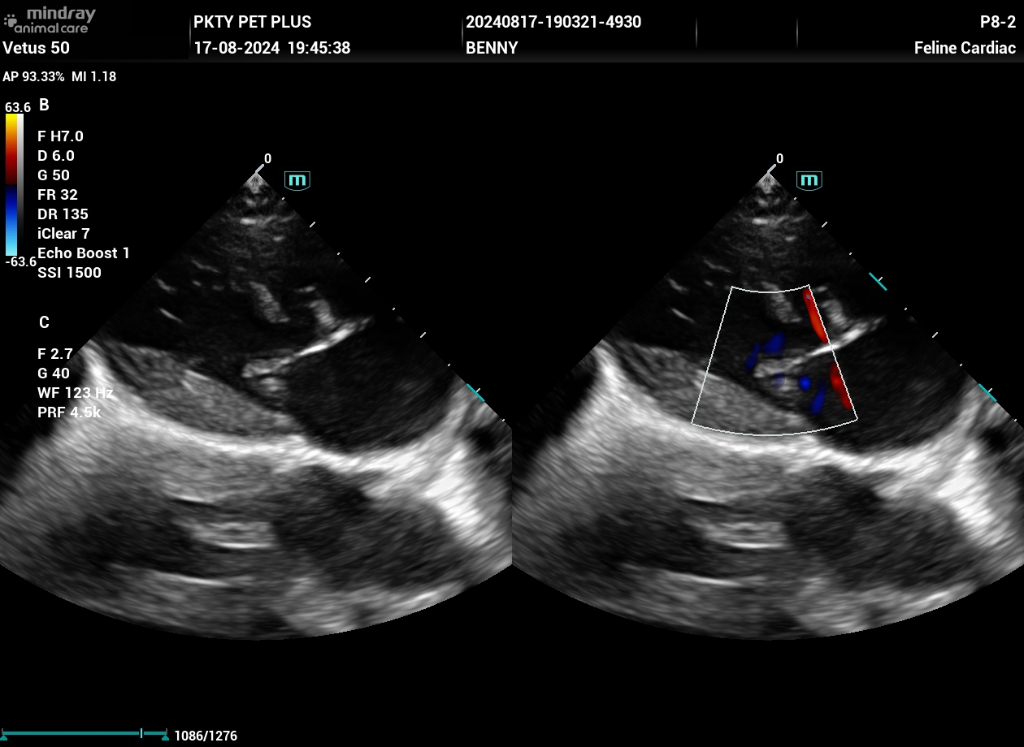 mindray
animal care
Vetus 50
PKTY PET PLUS
17-08-2024 19:45:38
20240817-190321-4930
BENNY
P8-2
Feline Cardiac
AP 93.33% MI 1.18
63.6
B
F H7.0
D 6.0
G 50
FR 32
DR 135
iClear 7
Echo Boost 1
-63.6
SSI 1500
C
F 2.7
G 40
WF 123 Hz
PRF 4.5k
0
m
0
m
1086/1276